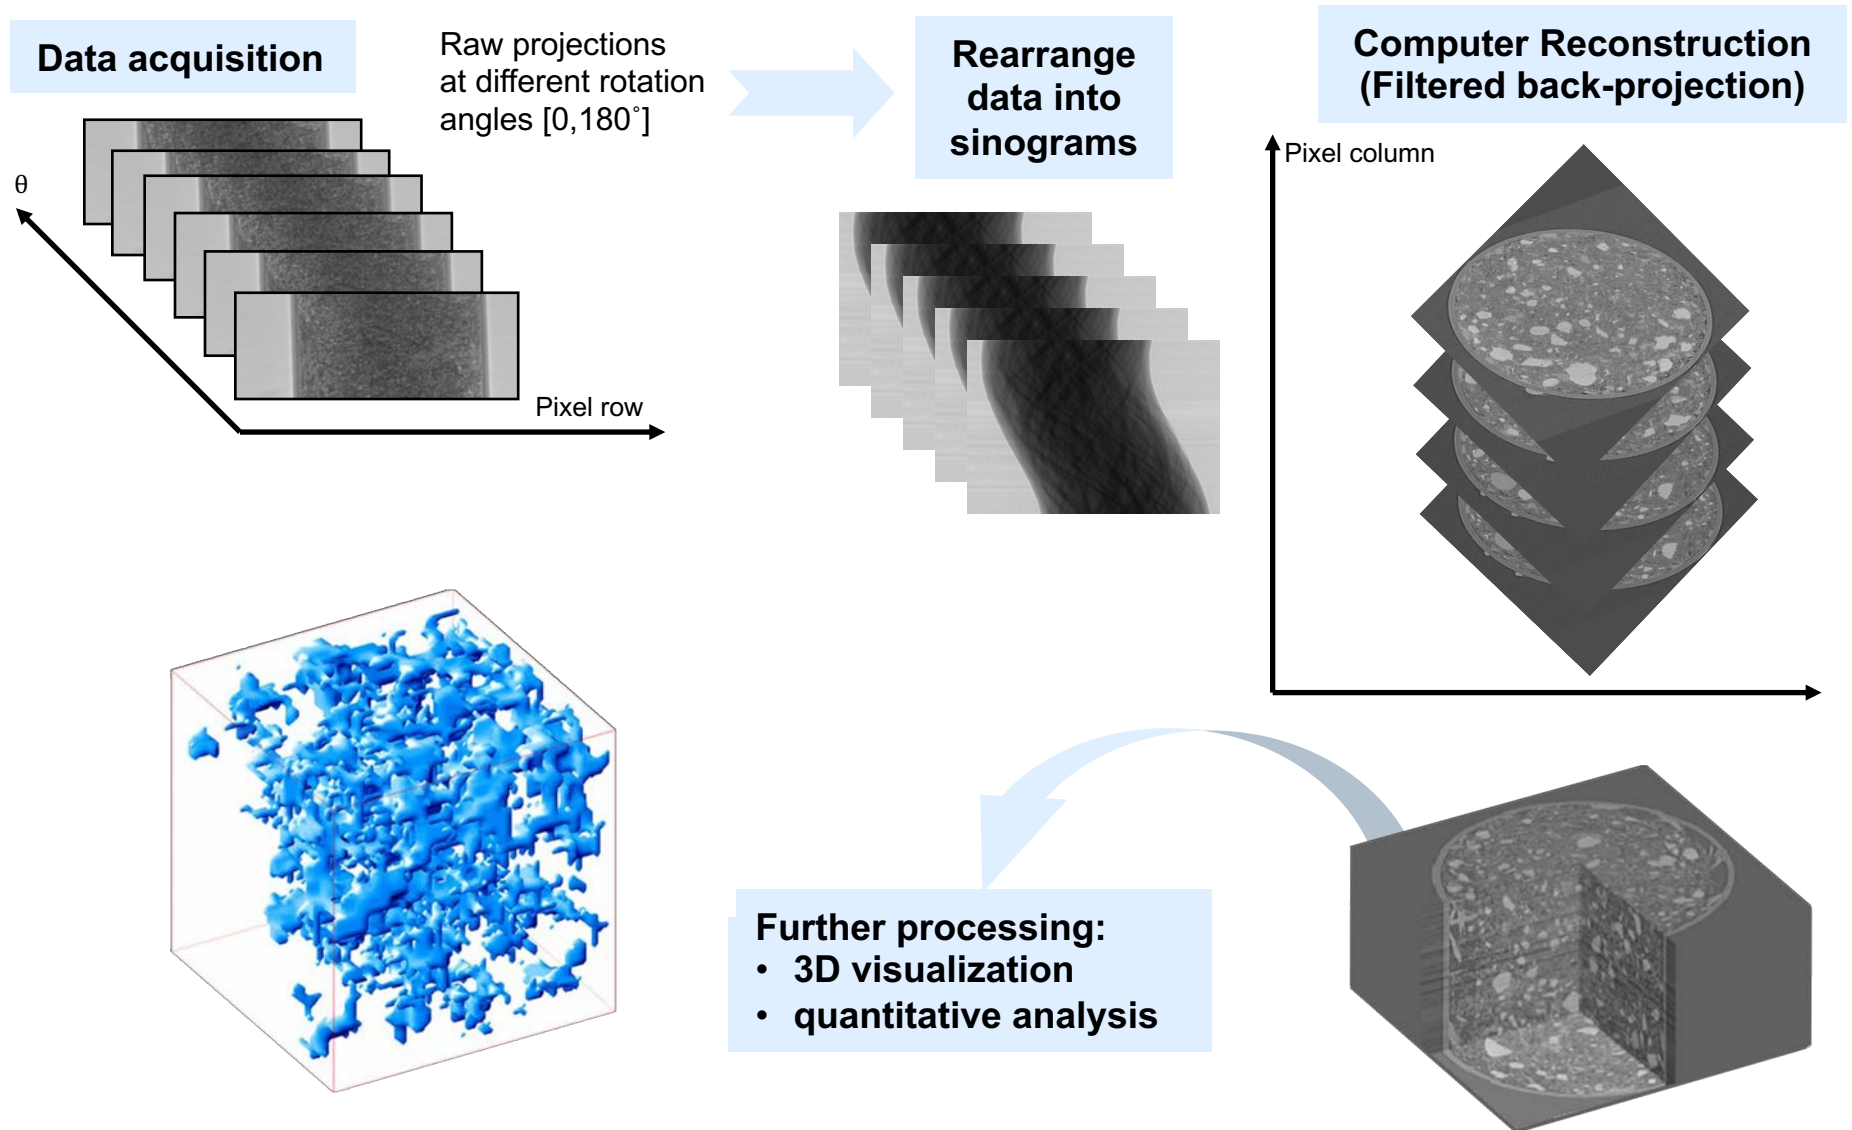 Data acquisition
Raw projections
at different rotation
angles [0,180˚]
θ
Pixel row
Rearrange
data into
sinograms
Computer Reconstruction
(Filtered back-projection)
Pixel column
Further processing:
• 3D visualization
• quantitative analysis